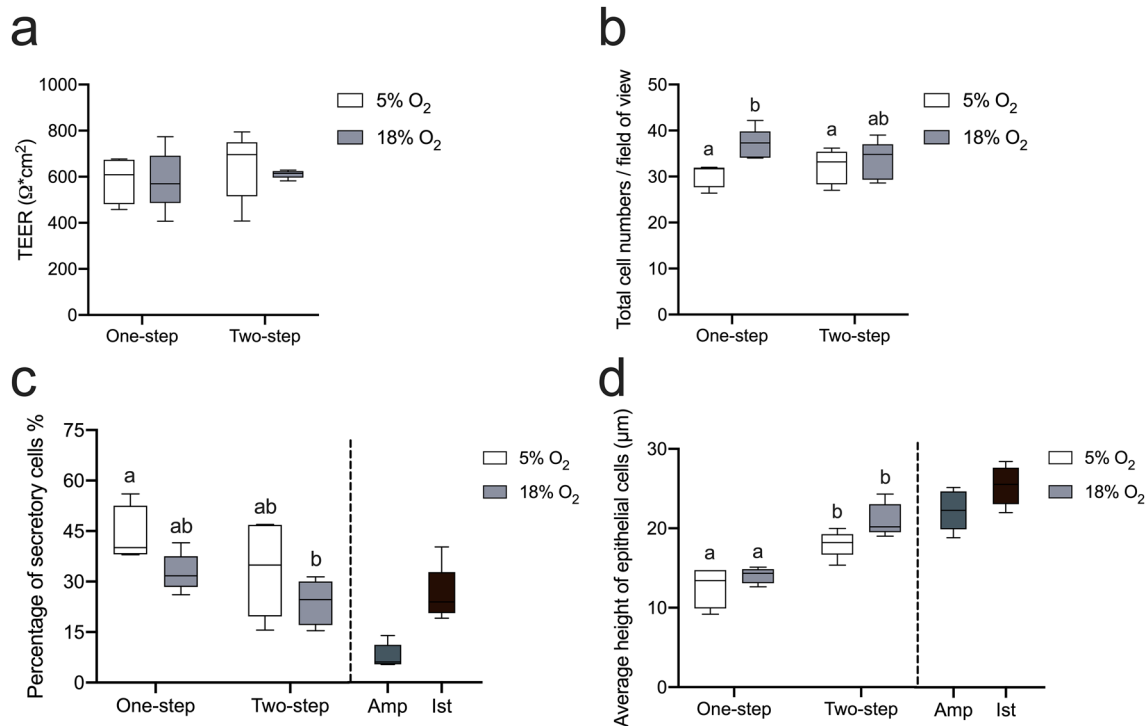 a
TEER (Ω*cm2)
1000
800
600
400
200
0
One-step
Two-step
5% O2
18% O2
b
Total cell numbers / field of view
50
40
30
20
10
0
a
b
a
ab
One-step
Two-step
5% O2
18% O2
c
Percentage of secretory cells %
75
60
45
30
15
0
a
ab
ab
b
One-step
Two-step
Amp
Ist
5% O2
18% O2
d
Average height of epithelial cells (µm)
30
20
10
0
a
a
b
b
One-step
Two-step
Amp
Ist
5% O2
18% O2